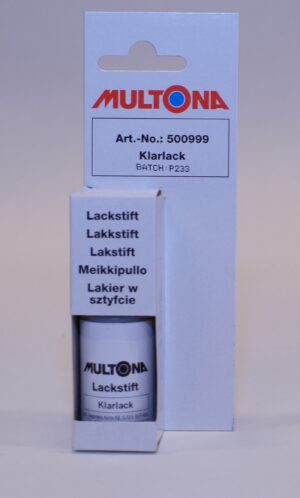 MULTONA
Art.-No.: 500999
Klarlack
BATCH: P233
Lackstift
Lakkstift
Lakstift
Meikkipullo
Lakier w
sztyfcie
MULTONA
Lackstift
Klarlack